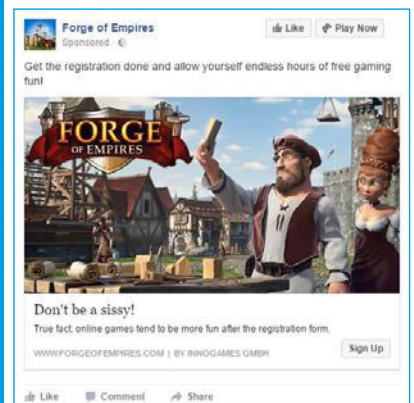 Forge of Empires
Like
Play Now
Sponsored ·
Get the registration done and allow yourself endless hours of free gaming
fun!
FORGE
OF EMPIRES
Don't be a sissy!
True fact: online games tend to be more fun after the registration form.
WWW.FORGEOFEMPIRES.COM | BY INNOGAMES GMBH
Sign Up
Like Comment Share